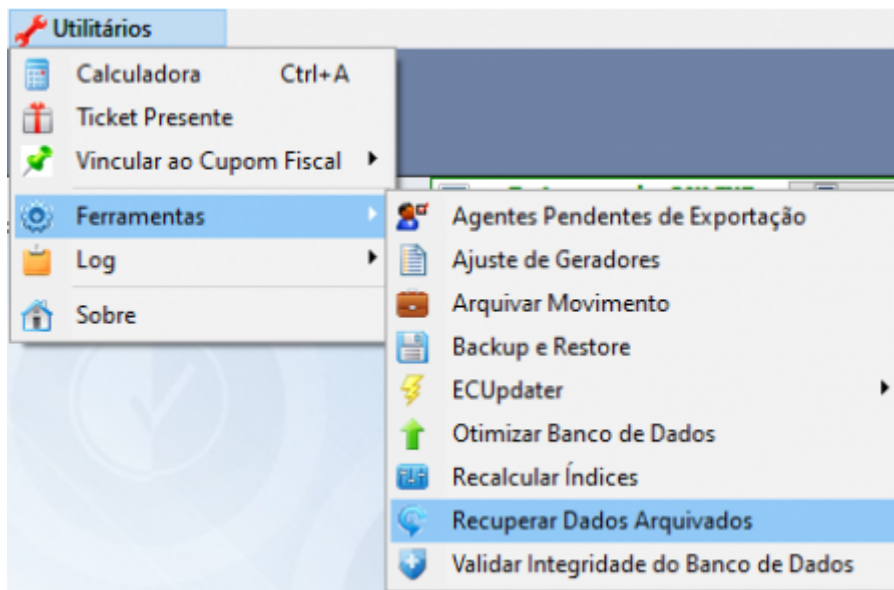 Utilitários
Calculadora Ctrl+A
Ticket Presente
Vincular ao Cupom Fiscal
Ferramentas
Log
Sobre
Agentes Pendentes de Exportação
Ajuste de Geradores
Arquivar Movimento
Backup e Restore
ECUpdater
Otimizar Banco de Dados
Recalcular Índices
Recuperar Dados Arquivados
Validar Integridade do Banco de Dados